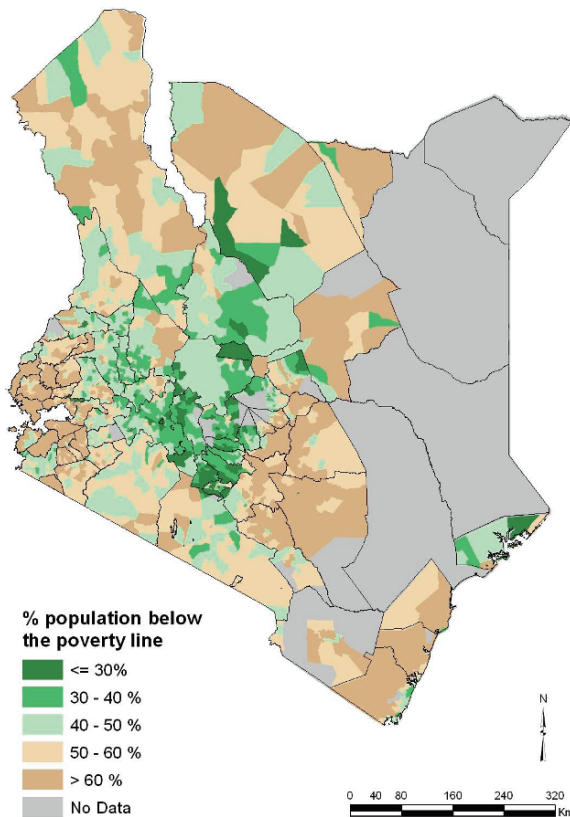 % population below
the poverty line
<= 30%
30 - 40 %
40 - 50 %
50 - 60 %
> 60 %
No Data
N
0 40 80 160 240 320
Km